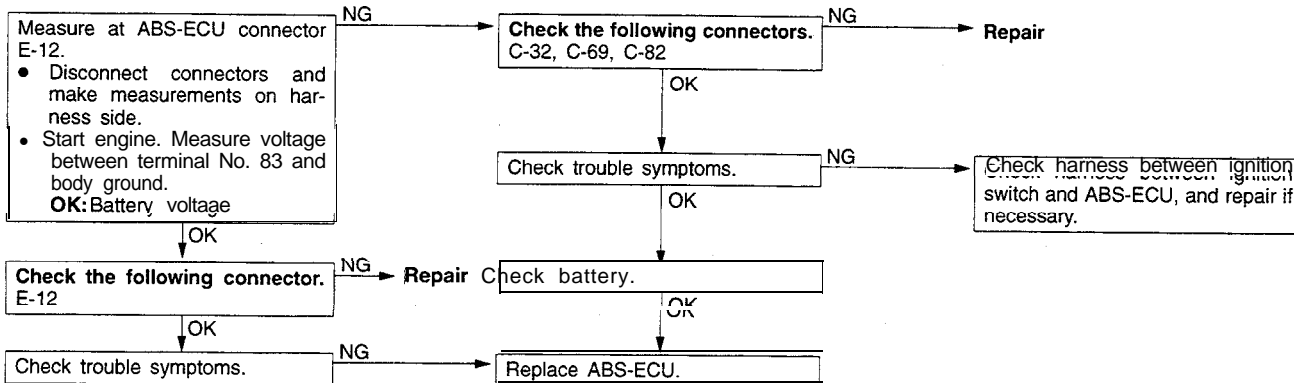 Measure at ABS-ECU connector
E-12.
● Disconnect connectors and
make measurements on har-
ness side.
● Start engine. Measure voltage
between terminal No. 83 and
body ground.
OK: Battery voltage
NG
OK
Check the following connector.
E-12
NG
Repair
OK
Check trouble symptoms.
NG
Check the following connectors.
C-32, C-69, C-82
NG
Repair
OK
Check trouble symptoms.
NG
Check harness between ignition
switch and ABS-ECU, and repair if
necessary.
OK
Check battery.
OK
Replace ABS-ECU.